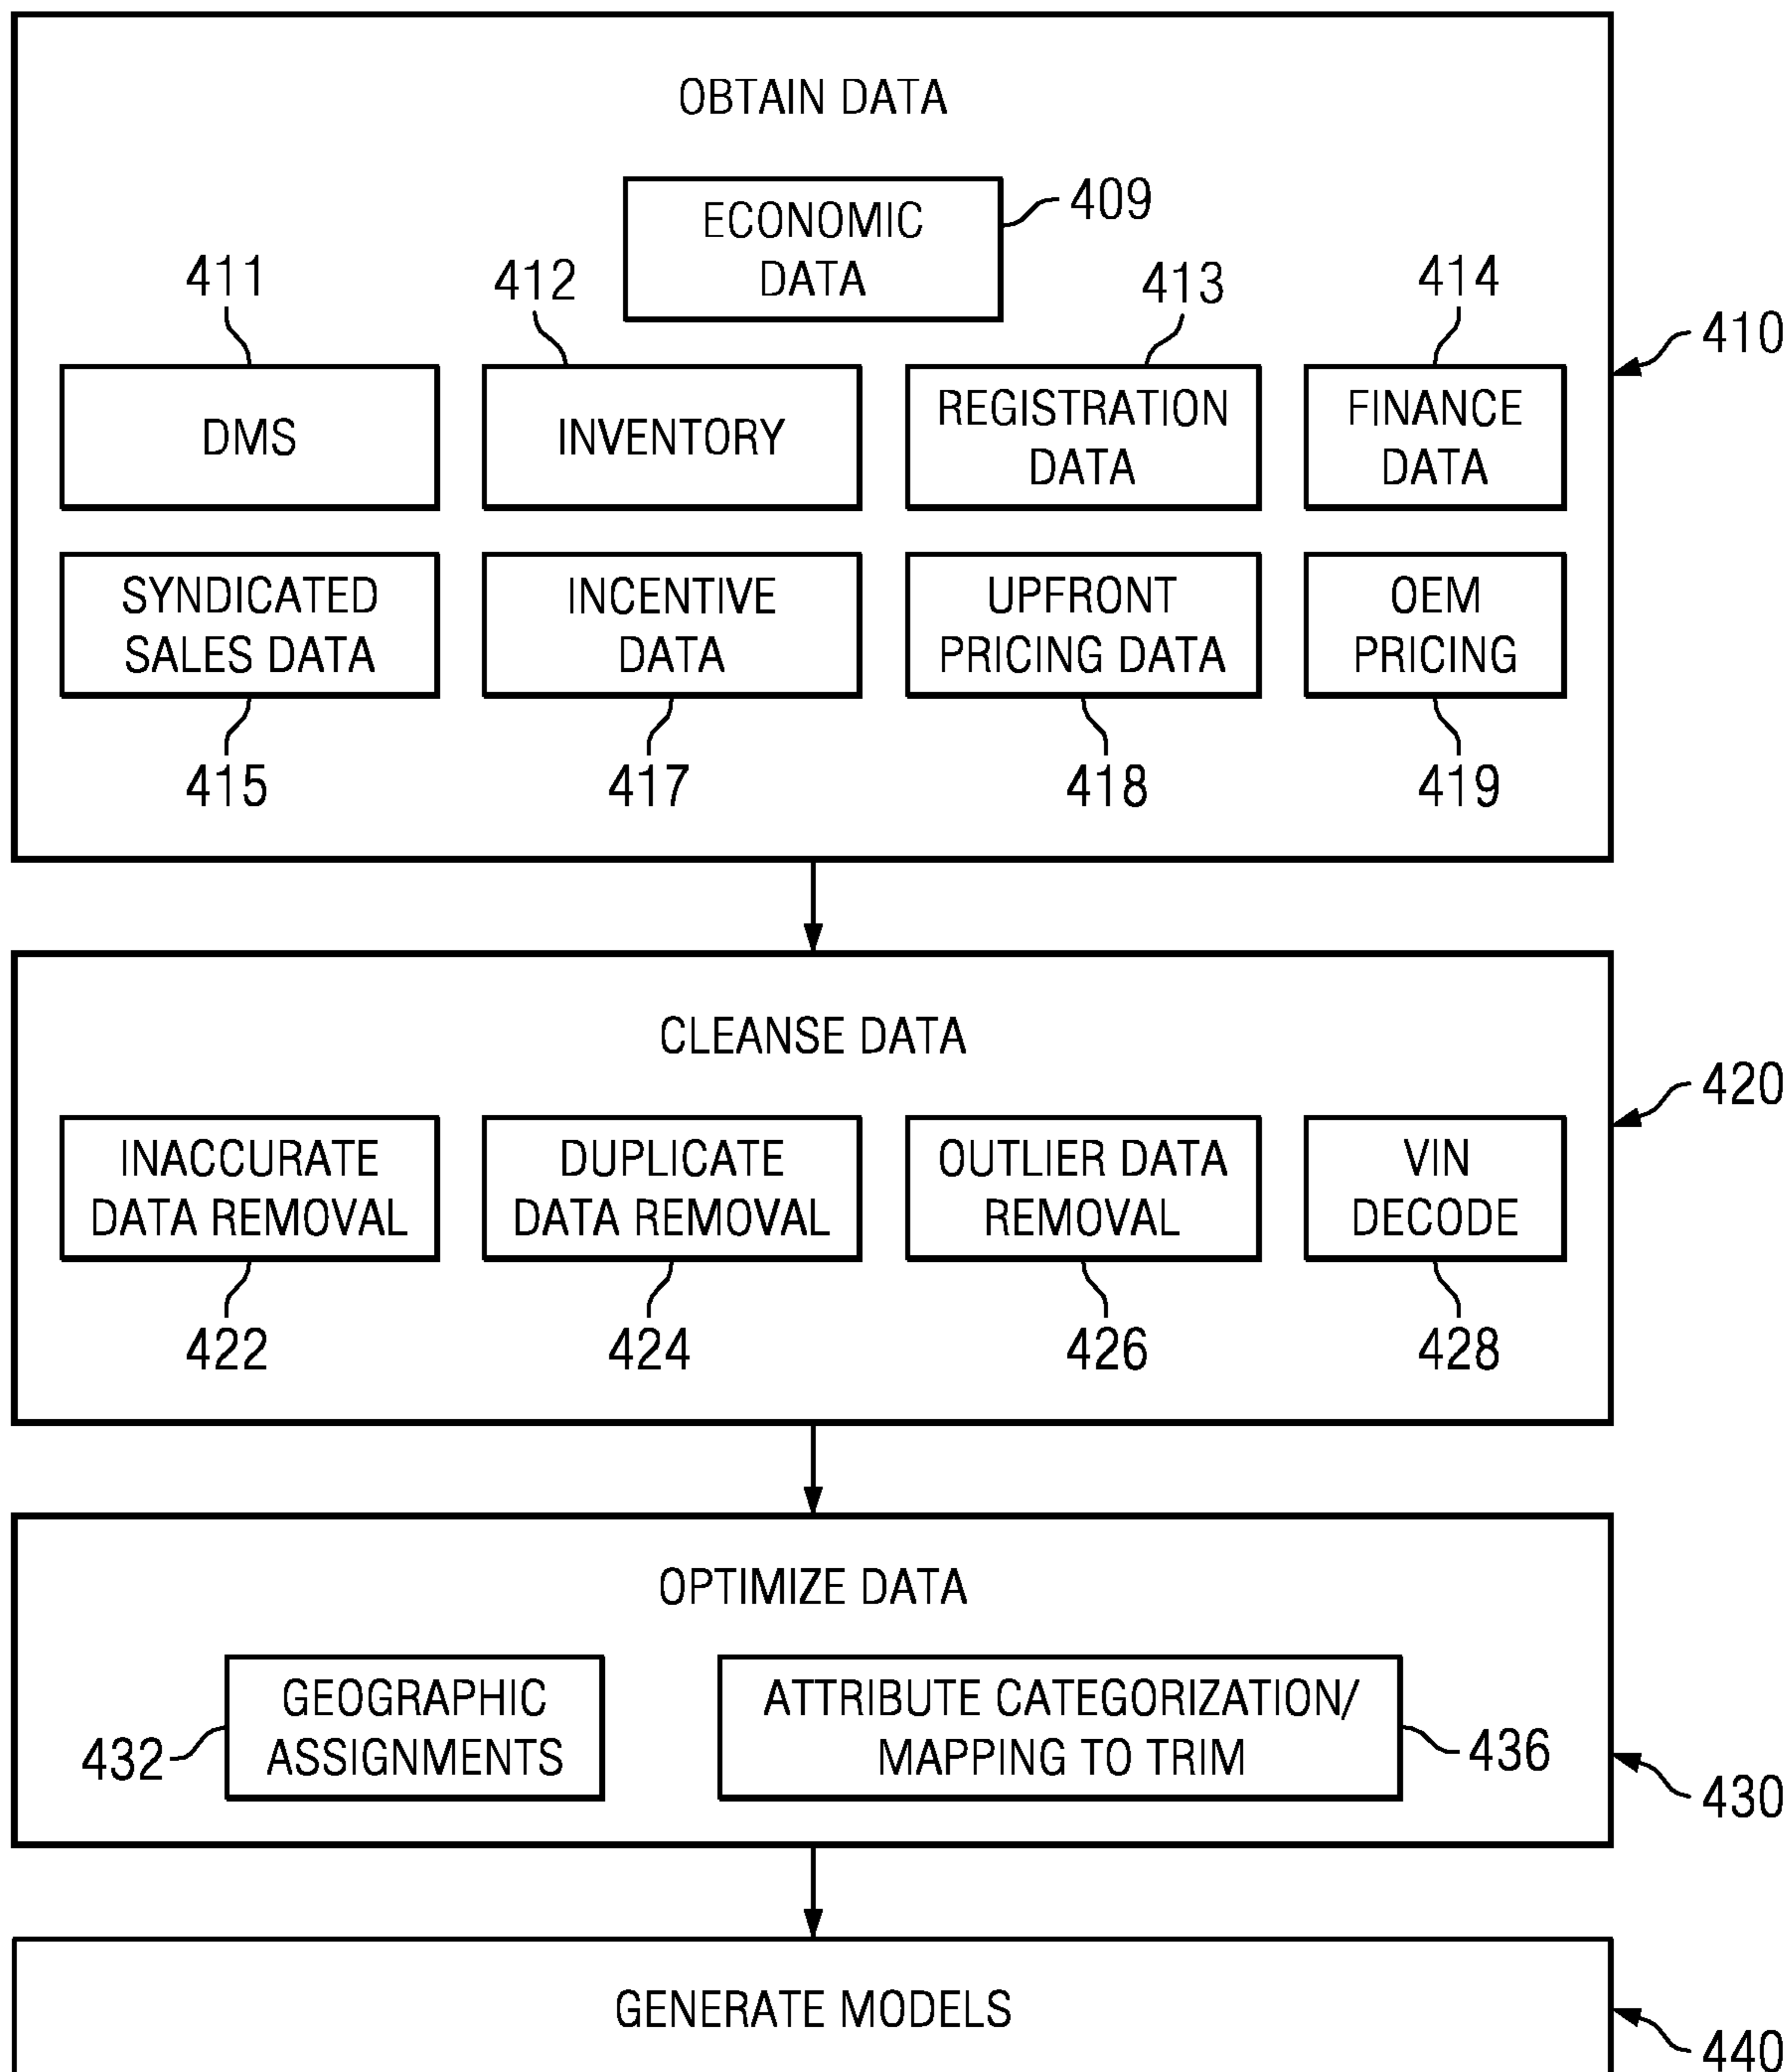 OBTAIN DATA
ECONOMIC
DATA
409
411
412
413
414
410
DMS
INVENTORY
REGISTRATION
DATA
FINANCE
DATA
SYNDICATED
SALES DATA
INCENTIVE
DATA
UPFRONT
PRICING DATA
OEM
PRICING
415
417
418
419
CLEANSE DATA
420
INACCURATE
DATA REMOVAL
DUPLICATE
DATA REMOVAL
OUTLIER DATA
REMOVAL
VIN
DECODE
422
424
426
428
OPTIMIZE DATA
432
GEOGRAPHIC
ASSIGNMENTS
ATTRIBUTE CATEGORIZATION/
MAPPING TO TRIM
436
430
GENERATE MODELS
440